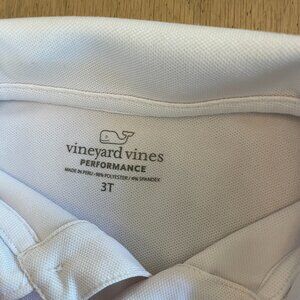 vineyard vines
PERFORMANCE
MADE IN PERU • 96% POLYESTER / 4% SPANDEX
3T